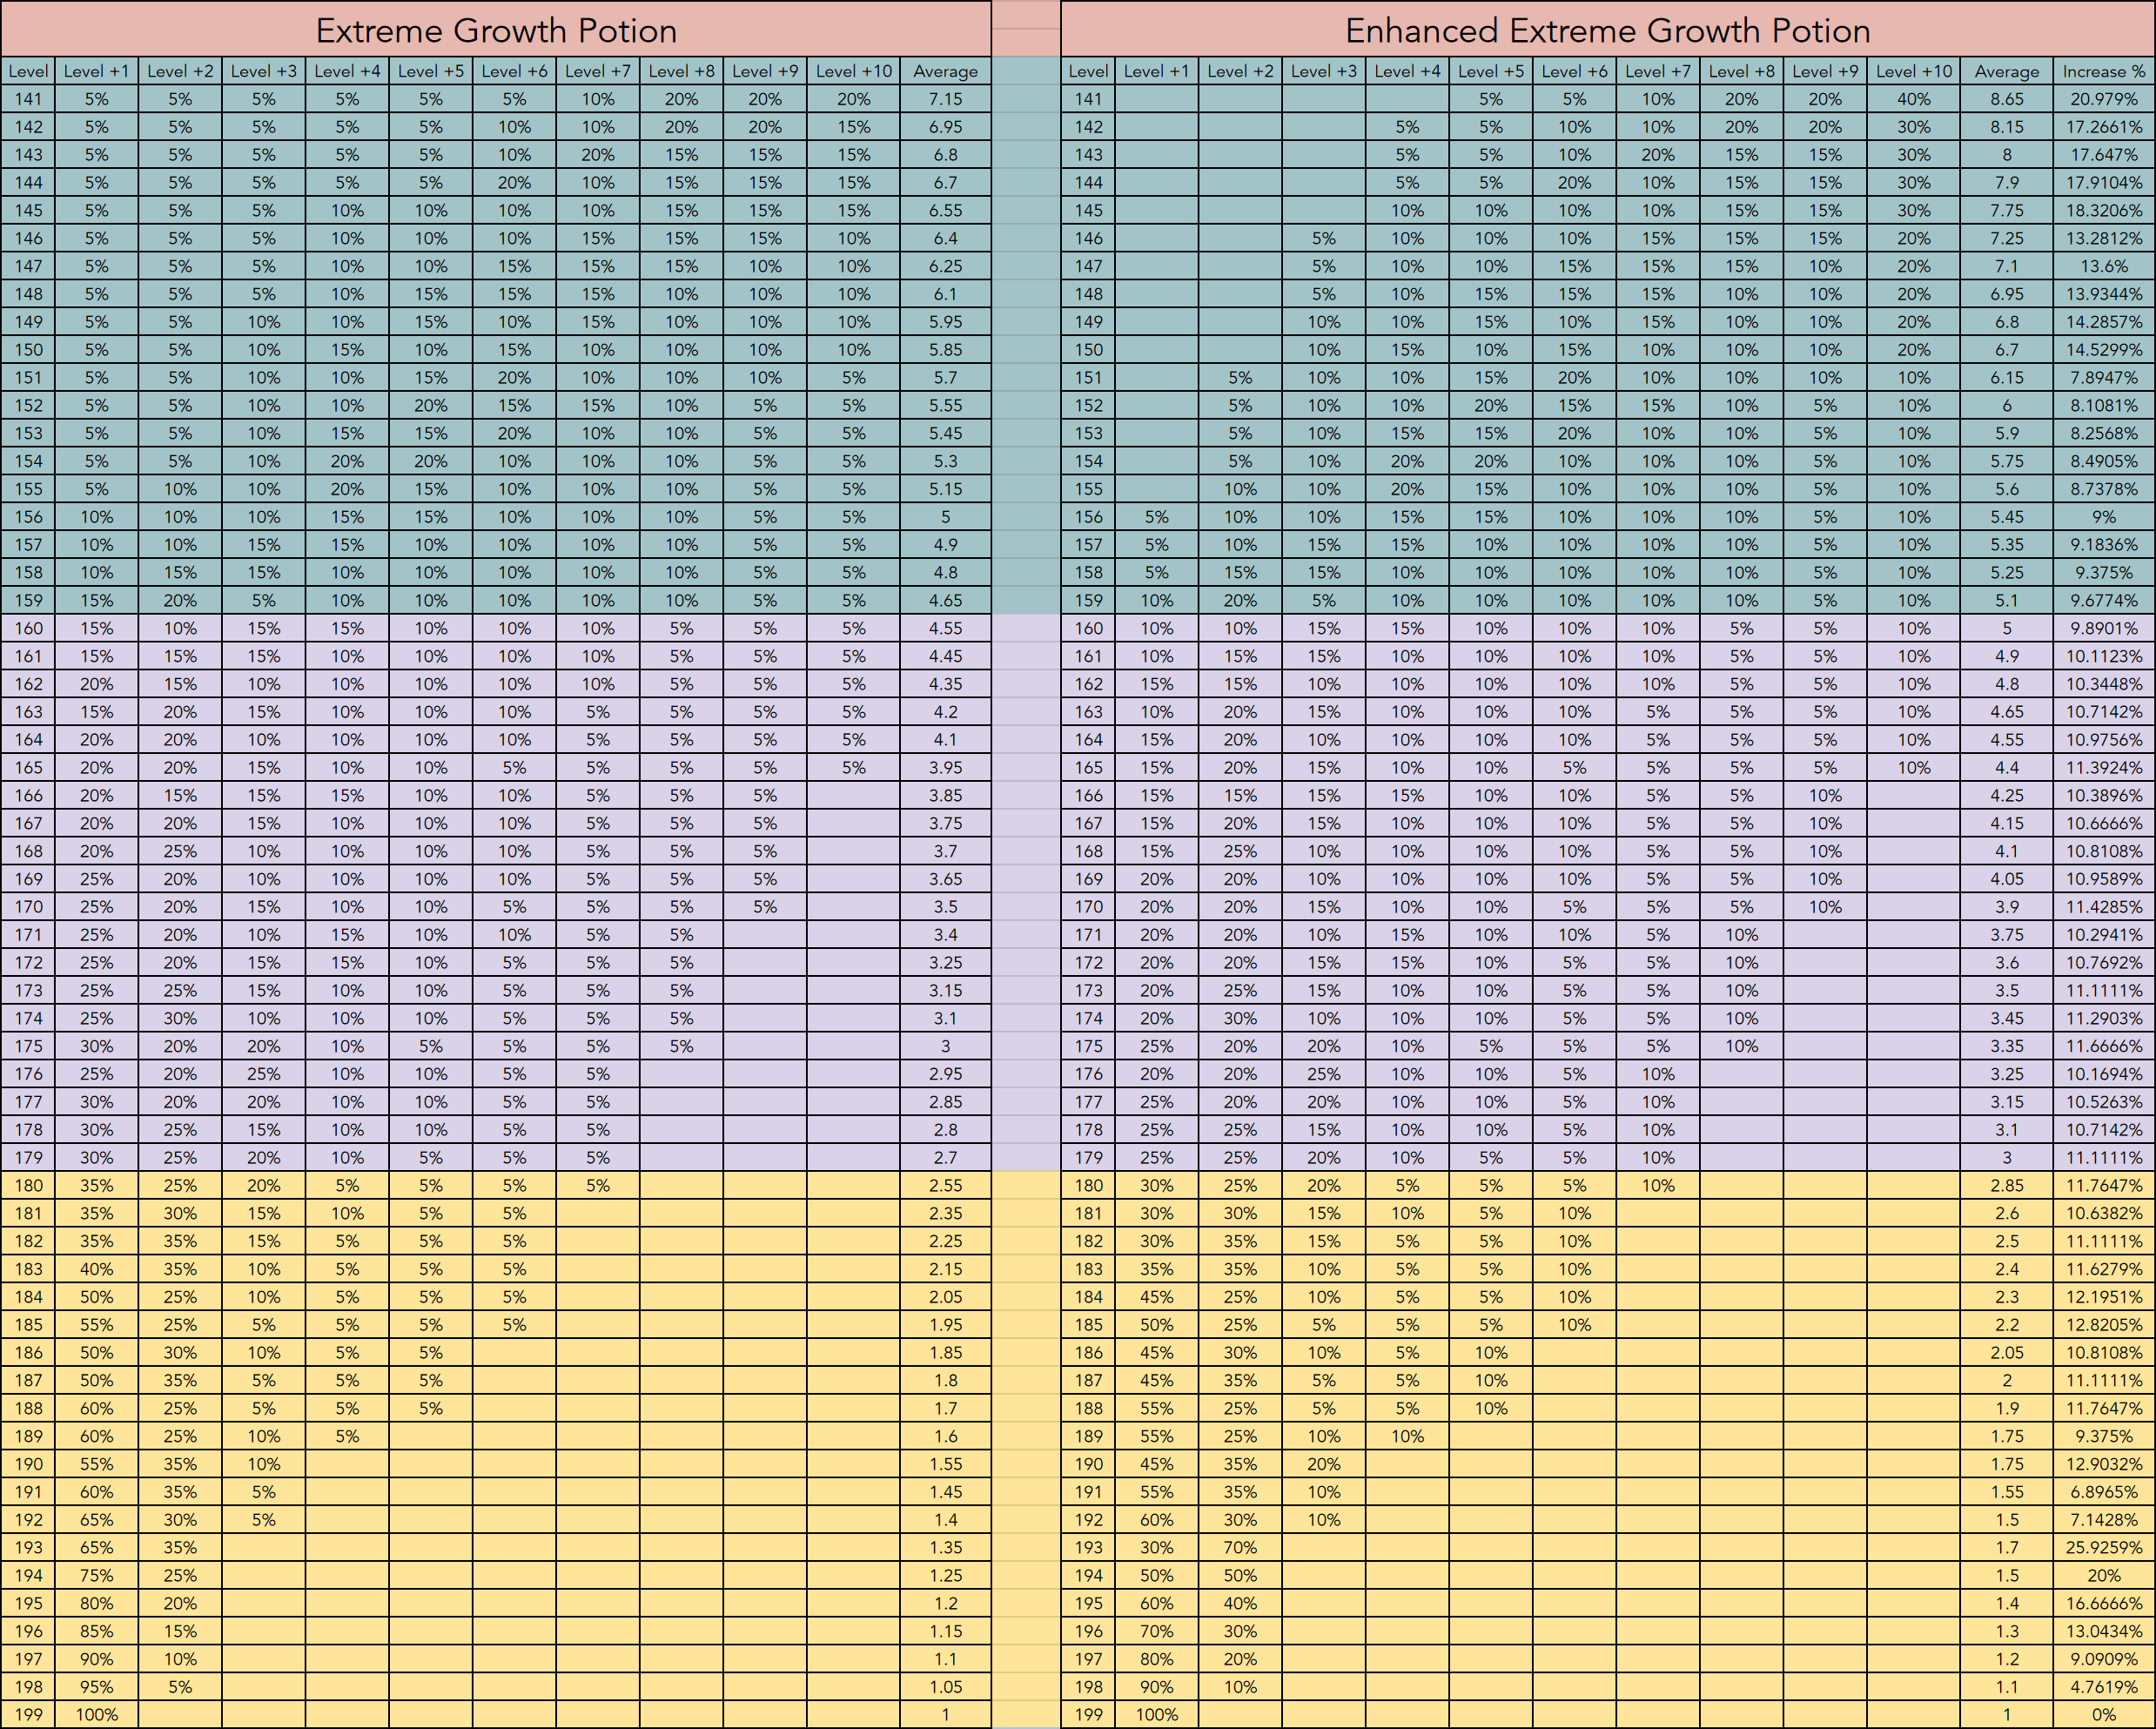 Extreme Growth Potion Enhanced Extreme Growth Potion
Level Level +1 Level +2 Level +3 Level +4 Level +5 Level +6 Level +7 Level +8 Level +9 Level +10 Average Level Level +1 Level +2 Level +3 Level +4 Level +5 Level +6 Level +7 Level +8 Level +9 Level +10 Average Increase %
141 5% 5% 5% 5% 5% 5% 10% 20% 20% 20% 7.15 141 5% 5% 10% 20% 20% 40% 8.65 20.979%
142 5% 5% 5% 5% 5% 10% 10% 20% 20% 15% 6.95 142 5% 5% 10% 10% 20% 20% 30% 8.15 17.2661%
143 5% 5% 5% 5% 5% 10% 20% 15% 15% 15% 6.8 143 5% 5% 10% 20% 15% 15% 30% 8 17.647%
144 5% 5% 5% 5% 5% 20% 10% 15% 15% 15% 6.7 144 5% 5% 20% 10% 15% 15% 30% 7.9 17.9104%
145 5% 5% 5% 10% 10% 10% 10% 15% 15% 15% 6.55 145 10% 10% 10% 10% 15% 15% 30% 7.75 18.3206%
146 5% 5% 5% 10% 10% 10% 15% 15% 15% 10% 6.4 146 5% 10% 10% 10% 15% 15% 15% 20% 7.25 13.2812%
147 5% 5% 5% 10% 10% 15% 15% 15% 10% 10% 6.25 147 5% 10% 10% 15% 15% 15% 10% 20% 7.1 13.6%
148 5% 5% 5% 10% 15% 15% 15% 10% 10% 10% 6.1 148 5% 10% 15% 15% 15% 10% 10% 20% 6.95 13.9344%
149 5% 5% 10% 10% 15% 10% 15% 10% 10% 10% 5.95 149 10% 10% 15% 10% 15% 10% 10% 20% 6.8 14.2857%
150 5% 5% 10% 15% 10% 15% 10% 10% 10% 10% 5.85 150 10% 15% 10% 15% 10% 10% 10% 20% 6.7 14.5299%
151 5% 5% 10% 10% 15% 20% 10% 10% 10% 5% 5.7 151 5% 10% 10% 15% 20% 10% 10% 10% 10% 6.15 7.8947%
152 5% 5% 10% 10% 20% 15% 15% 10% 5% 5% 5.55 152 5% 10% 10% 20% 15% 15% 10% 5% 10% 6 8.1081%
153 5% 5% 10% 15% 15% 20% 10% 10% 5% 5% 5.45 153 5% 10% 15% 15% 20% 10% 10% 5% 10% 5.9 8.2568%
154 5% 5% 10% 20% 20% 10% 10% 10% 5% 5% 5.3 154 5% 10% 20% 20% 10% 10% 10% 5% 10% 5.75 8.4905%
155 5% 10% 10% 20% 15% 10% 10% 10% 5% 5% 5.15 155 10% 10% 20% 15% 10% 10% 10% 5% 10% 5.6 8.7378%
156 10% 10% 10% 15% 15% 10% 10% 10% 5% 5% 5 156 5% 10% 10% 15% 15% 10% 10% 10% 5% 10% 5.45 9%
157 10% 10% 15% 15% 10% 10% 10% 10% 5% 5% 4.9 157 5% 10% 15% 15% 10% 10% 10% 10% 5% 10% 5.35 9.1836%
158 10% 15% 15% 10% 10% 10% 10% 10% 5% 5% 4.8 158 5% 15% 15% 10% 10% 10% 10% 10% 5% 10% 5.25 9.375%
159 15% 20% 5% 10% 10% 10% 10% 10% 5% 5% 4.65 159 10% 20% 5% 10% 10% 10% 10% 10% 5% 10% 5.1 9.6774%
160 15% 10% 15% 15% 10% 10% 10% 5% 5% 5% 4.55 160 10% 10% 15% 15% 10% 10% 10% 5% 5% 10% 5 9.8901%
161 15% 15% 15% 10% 10% 10% 10% 5% 5% 5% 4.45 161 10% 15% 15% 10% 10% 10% 10% 5% 5% 10% 4.9 10.1123%
162 20% 15% 10% 10% 10% 10% 10% 5% 5% 5% 4.35 162 15% 15% 10% 10% 10% 10% 10% 5% 5% 10% 4.8 10.3448%
163 15% 20% 15% 10% 10% 10% 5% 5% 5% 5% 4.2 163 10% 20% 15% 10% 10% 10% 5% 5% 5% 10% 4.65 10.7142%
164 20% 20% 10% 10% 10% 10% 5% 5% 5% 5% 4.1 164 15% 20% 10% 10% 10% 10% 5% 5% 5% 10% 4.55 10.9756%
165 20% 20% 15% 10% 10% 5% 5% 5% 5% 5% 3.95 165 15% 20% 15% 10% 10% 5% 5% 5% 5% 10% 4.4 11.3924%
166 20% 15% 15% 15% 10% 10% 5% 5% 5% 3.85 166 15% 15% 15% 15% 10% 10% 5% 5% 10% 4.25 10.3896%
167 20% 20% 15% 10% 10% 10% 5% 5% 5% 3.75 167 15% 20% 15% 10% 10% 10% 5% 5% 10% 4.15 10.6666%
168 20% 25% 10% 10% 10% 10% 5% 5% 5% 3.7 168 15% 25% 10% 10% 10% 10% 5% 5% 10% 4.1 10.8108%
169 25% 20% 10% 10% 10% 10% 5% 5% 5% 3.65 169 20% 20% 10% 10% 10% 10% 5% 5% 10% 4.05 10.9589%
170 25% 20% 15% 10% 10% 5% 5% 5% 5% 3.5 170 20% 20% 15% 10% 10% 5% 5% 5% 10% 3.9 11.4285%
171 25% 20% 10% 15% 10% 10% 5% 5% 3.4 171 20% 20% 10% 15% 10% 10% 5% 10% 3.75 10.2941%
172 25% 20% 15% 15% 10% 5% 5% 5% 3.25 172 20% 20% 15% 15% 10% 5% 5% 10% 3.6 10.7692%
173 25% 25% 15% 10% 10% 5% 5% 5% 3.15 173 20% 25% 15% 10% 10% 5% 5% 10% 3.5 11.1111%
174 25% 30% 10% 10% 10% 5% 5% 5% 3.1 174 20% 30% 10% 10% 10% 5% 5% 10% 3.45 11.2903%
175 30% 20% 20% 10% 5% 5% 5% 5% 3 175 25% 20% 20% 10% 5% 5% 5% 10% 3.35 11.6666%
176 25% 20% 25% 10% 10% 5% 5% 2.95 176 20% 20% 25% 10% 10% 5% 10% 3.25 10.1694%
177 30% 20% 20% 10% 10% 5% 5% 2.85 177 25% 20% 20% 10% 10% 5% 10% 3.15 10.5263%
178 30% 25% 15% 10% 10% 5% 5% 2.8 178 25% 25% 15% 10% 10% 5% 10% 3.1 10.7142%
179 30% 25% 20% 10% 5% 5% 5% 2.7 179 25% 25% 20% 10% 5% 5% 10% 3 11.1111%
180 35% 25% 20% 5% 5% 5% 5% 2.55 180 30% 25% 20% 5% 5% 5% 10% 2.85 11.7647%
181 35% 30% 15% 10% 5% 5% 2.35 181 30% 30% 15% 10% 5% 10% 2.6 10.6382%
182 35% 35% 15% 5% 5% 5% 2.25 182 30% 35% 15% 5% 5% 10% 2.5 11.1111%
183 40% 35% 10% 5% 5% 5% 2.15 183 35% 35% 10% 5% 5% 10% 2.4 11.6279%
184 50% 25% 10% 5% 5% 5% 2.05 184 45% 25% 10% 5% 5% 10% 2.3 12.1951%
185 55% 25% 5% 5% 5% 5% 1.95 185 50% 25% 5% 5% 5% 10% 2.2 12.8205%
186 50% 30% 10% 5% 5% 1.85 186 45% 30% 10% 5% 10% 2.05 10.8108%
187 50% 35% 5% 5% 5% 1.8 187 45% 35% 5% 5% 10% 2 11.1111%
188 60% 25% 5% 5% 5% 1.7 188 55% 25% 5% 5% 10% 1.9 11.7647%
189 60% 25% 10% 5% 1.6 189 55% 25% 10% 10% 1.75 9.375%
190 55% 35% 10% 1.55 190 45% 35% 20% 1.75 12.9032%
191 60% 35% 5% 1.45 191 55% 35% 10% 1.55 6.8965%
192 65% 30% 5% 1.4 192 60% 30% 10% 1.5 7.1428%
193 65% 35% 1.35 193 30% 70% 1.7 25.9259%
194 75% 25% 1.25 194 50% 50% 1.5 20%
195 80% 20% 1.2 195 60% 40% 1.4 16.6666%
196 85% 15% 1.15 196 70% 30% 1.3 13.0434%
197 90% 10% 1.1 197 80% 20% 1.2 9.0909%
198 95% 5% 1.05 198 90% 10% 1.1 4.7619%
199 100% 1 199 100% 1 0%